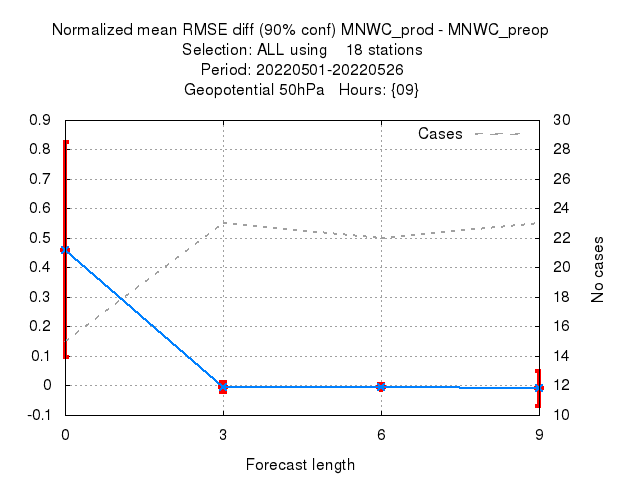 Normalized mean RMSE diff (90% conf) MNWC_prod - MNWC_preop
Selection: ALL using    18 stations
Period: 20220501-20220526
Geopotential 50hPa   Hours: {09}
Cases
0.9
0.8
0.7
0.6
0.5
0.4
0.3
0.2
0.1
0
-0.1
30
28
26
24
22
20
18
16
14
12
10
No cases
0 3 6 9
Forecast length